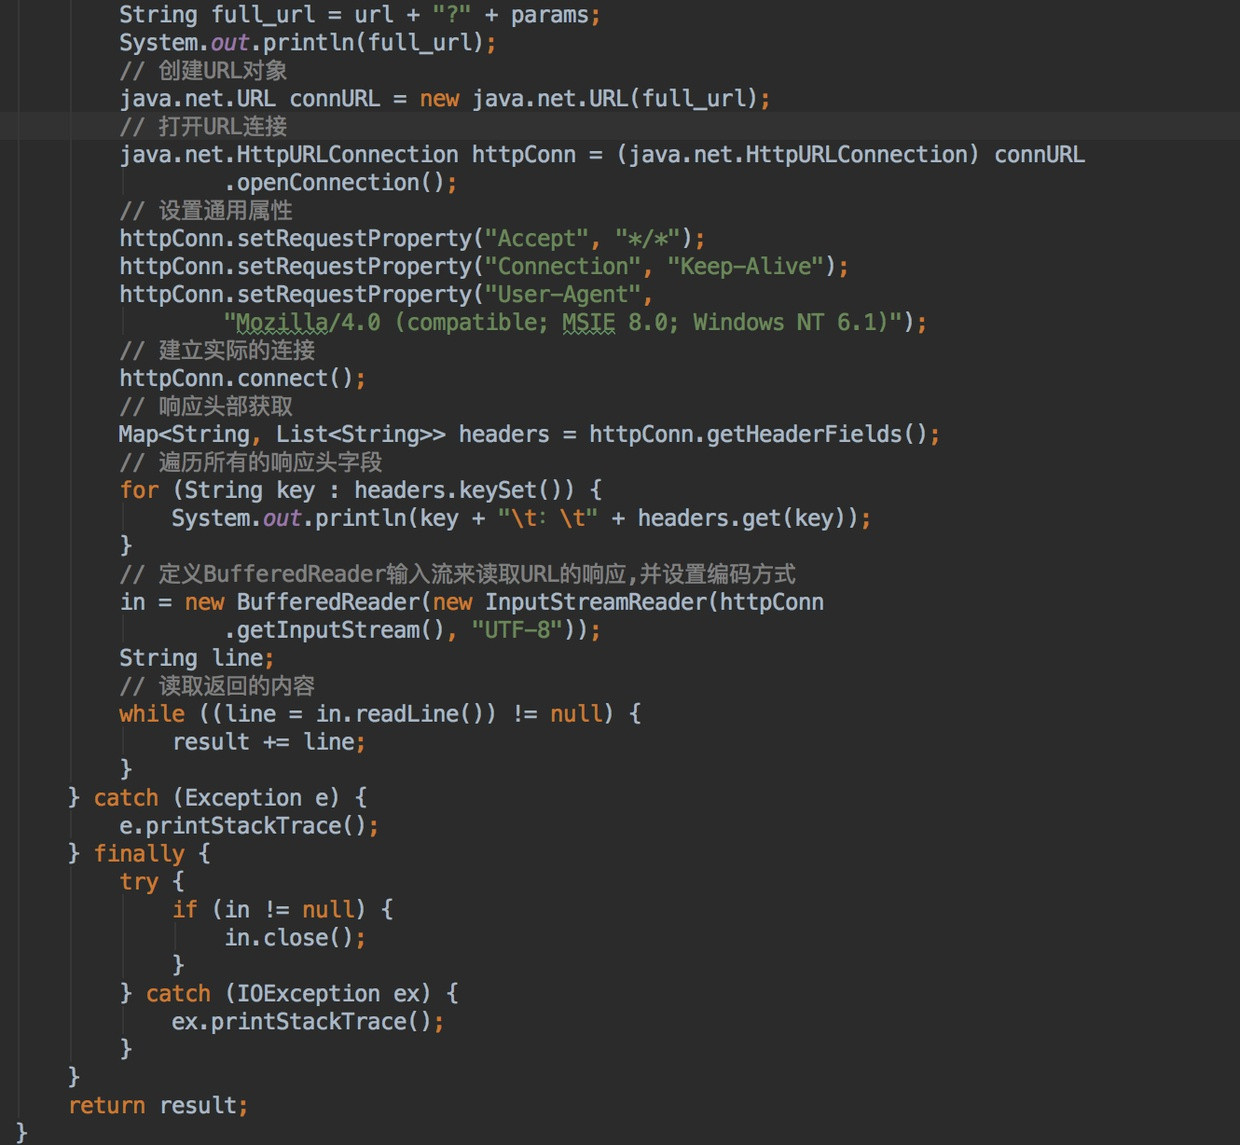 String full_url = url + "?" + params;
System.out.println(full_url);
// 创建URL对象
java.net.URL connURL = new java.net.URL(full_url);
// 打开URL连接
java.net.HttpURLConnection httpConn = (java.net.HttpURLConnection) connURL
.openConnection();
// 设置通用属性
httpConn.setRequestProperty("Accept", "*/*");
httpConn.setRequestProperty("Connection", "Keep-Alive");
httpConn.setRequestProperty("User-Agent",
"Mozilla/4.0 (compatible; MSIE 8.0; Windows NT 6.1)");
// 建立实际的连接
httpConn.connect();
// 响应头部获取
Map<String, List<String>> headers = httpConn.getHeaderFields();
// 遍历所有的响应头字段
for (String key : headers.keySet()) {
System.out.println(key + "\t：\t" + headers.get(key));
}
// 定义BufferedReader输入流来读取URL的响应,并设置编码方式
in = new BufferedReader(new InputStreamReader(httpConn
.getInputStream(), "UTF-8"));
String line;
// 读取返回的内容
while ((line = in.readLine()) != null) {
result += line;
}
} catch (Exception e) {
e.printStackTrace();
} finally {
try {
if (in != null) {
in.close();
}
} catch (IOException ex) {
ex.printStackTrace();
}
}
return result;
}